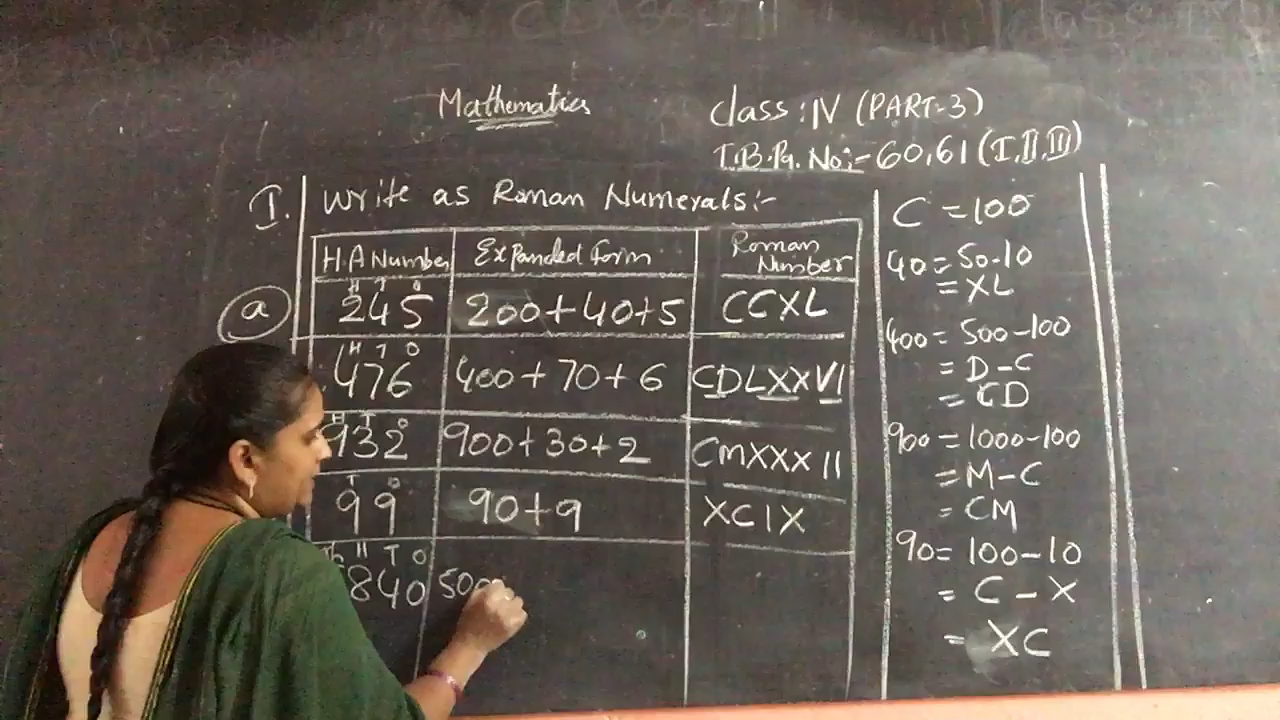 Mathematics
Class : IV (PART-3)
T.B.Pg. No:- 60,61 (I,II,III)
I. Write as Roman Numerals:-
H.A Number Expanded form Roman Number
a
H T O
245 200+40+5 CCXL
H T O
476 400+70+6 CDLXXVI
H T O
932 900+30+2 CMXXXII
T O
99 90+9 XCIX
H T O
840 500
C = 100
40 = 50-10
= XL
400 = 500-100
= D-C
= CD
900 = 1000-100
= M-C
= CM
90 = 100-10
= C-X
= XC